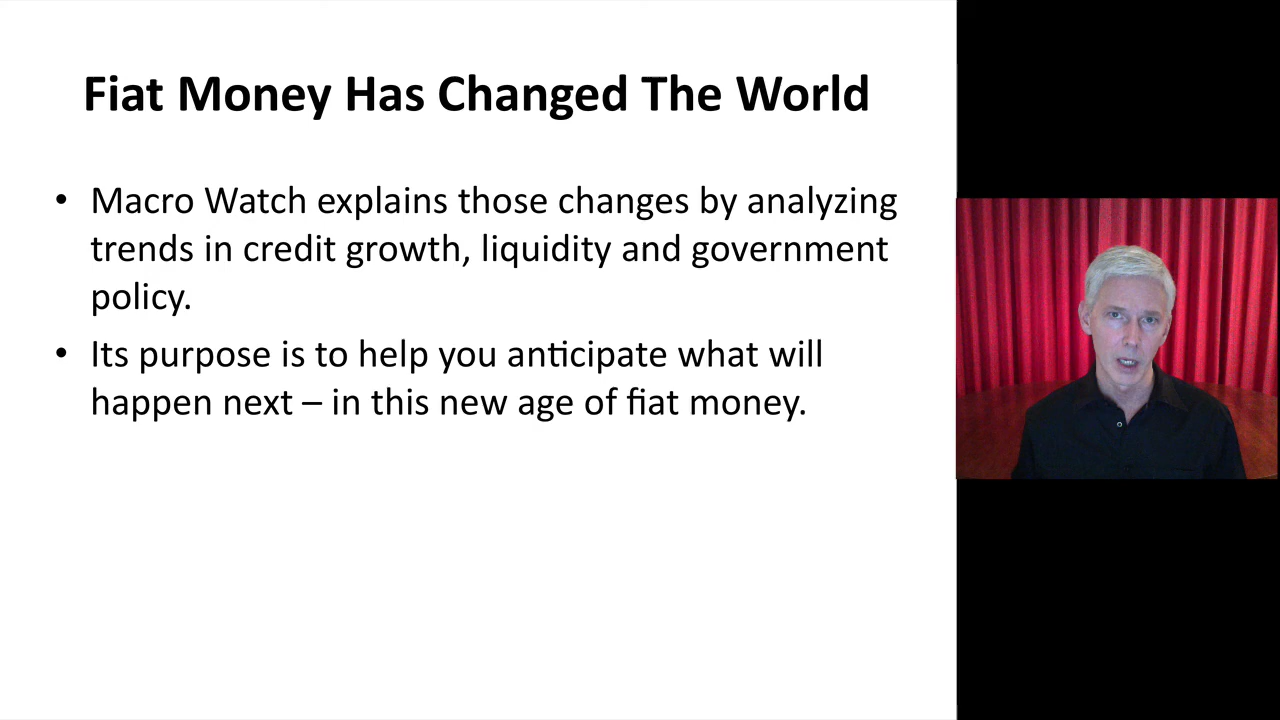 Fiat Money Has Changed The World
• Macro Watch explains those changes by analyzing
trends in credit growth, liquidity and government
policy.
• Its purpose is to help you anticipate what will
happen next – in this new age of fiat money.